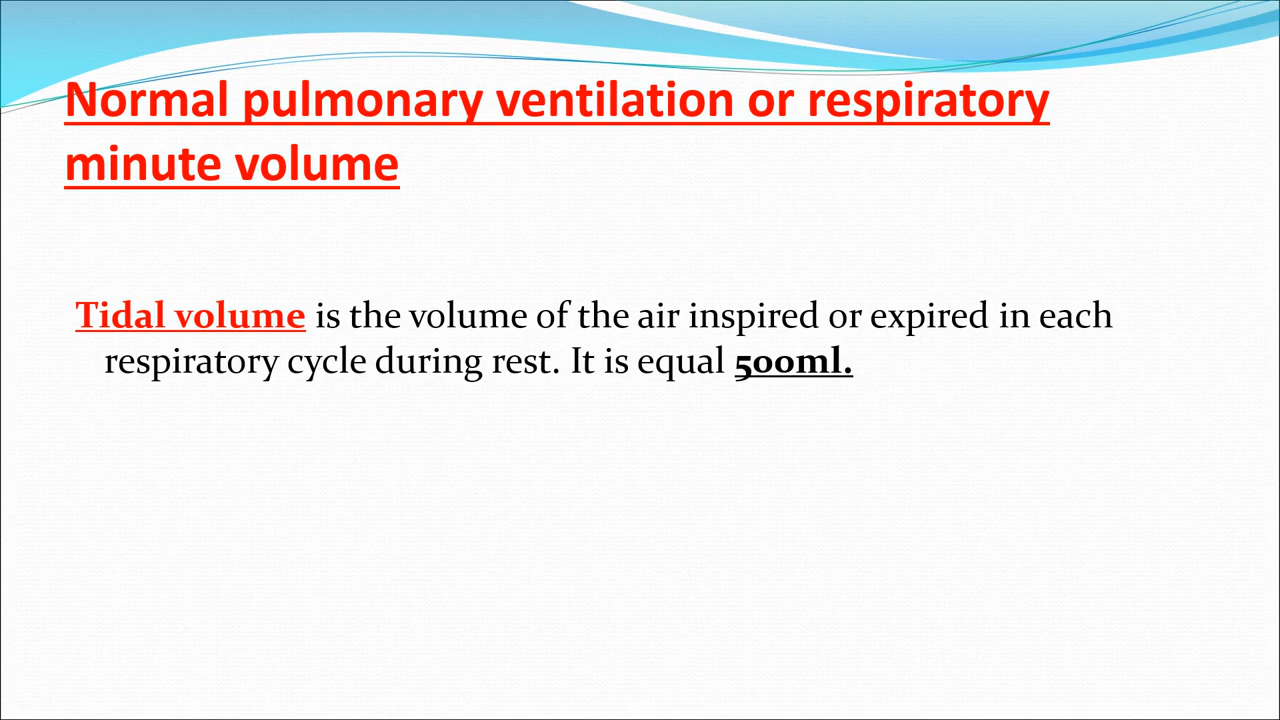 Normal pulmonary ventilation or respiratory
minute volume
Tidal volume is the volume of the air inspired or expired in each
respiratory cycle during rest. It is equal 500ml.